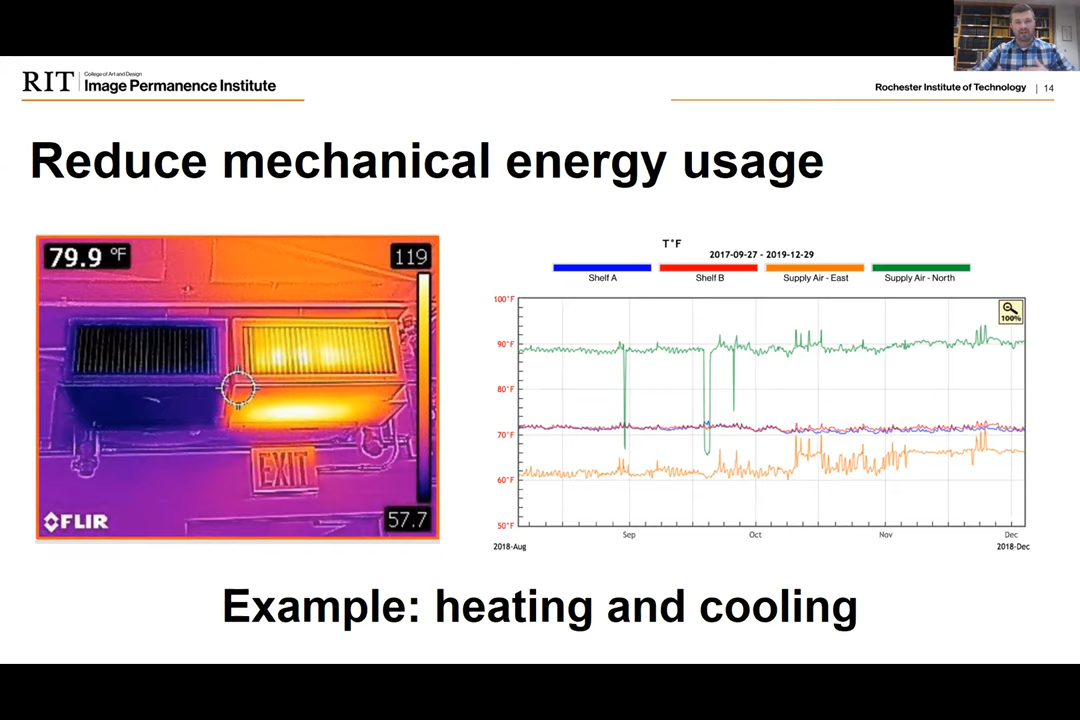 RIT
College of Art and Design
Image Permanence Institute
Rochester Institute of Technology | 14
Reduce mechanical energy usage
79.9 °F
119
EXIT
FLIR
57.7
T°F
2017-09-27 - 2019-12-29
Shelf A Shelf B Supply Air - East Supply Air - North
100°F
100%
90°F
80°F
70°F
60°F
50°F
Sep Oct Nov Dec
2018-Aug 2018-Dec
Example: heating and cooling